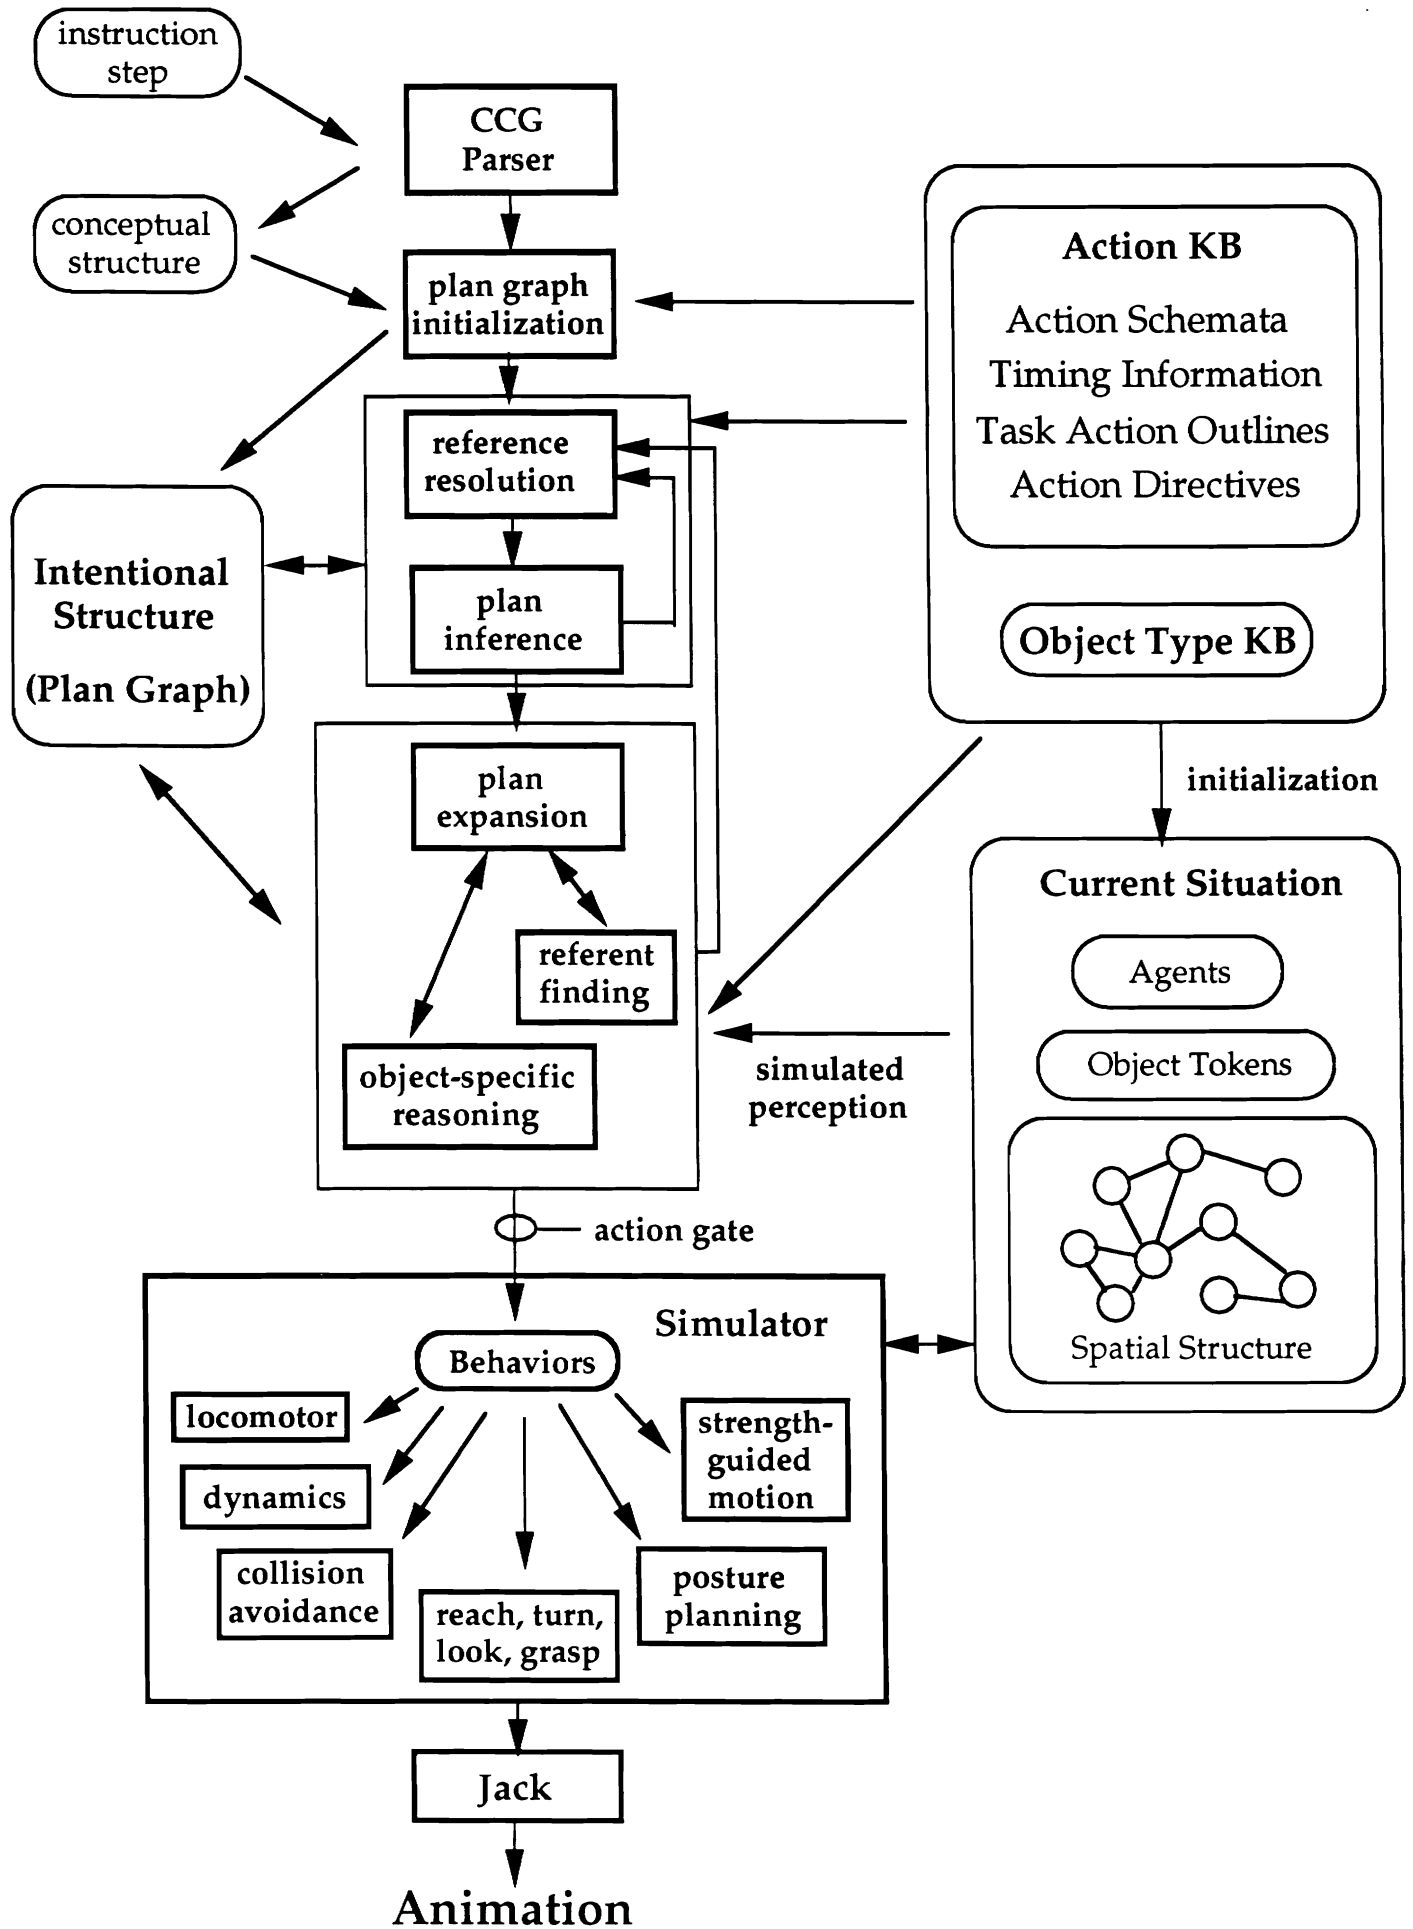 instruction
step
CCG
Parser
conceptual
structure
plan graph
initialization
Action KB
Action Schemata
Timing Information
Task Action Outlines
Action Directives
Object Type KB
reference
resolution
plan
inference
Intentional
Structure
(Plan Graph)
initialization
plan
expansion
referent
finding
object-specific
reasoning
simulated
perception
Current Situation
Agents
Object Tokens
Spatial Structure
action gate
Simulator
Behaviors
locomotor
dynamics
collision
avoidance
reach, turn,
look, grasp
posture
planning
strength-
guided
motion
Jack
Animation